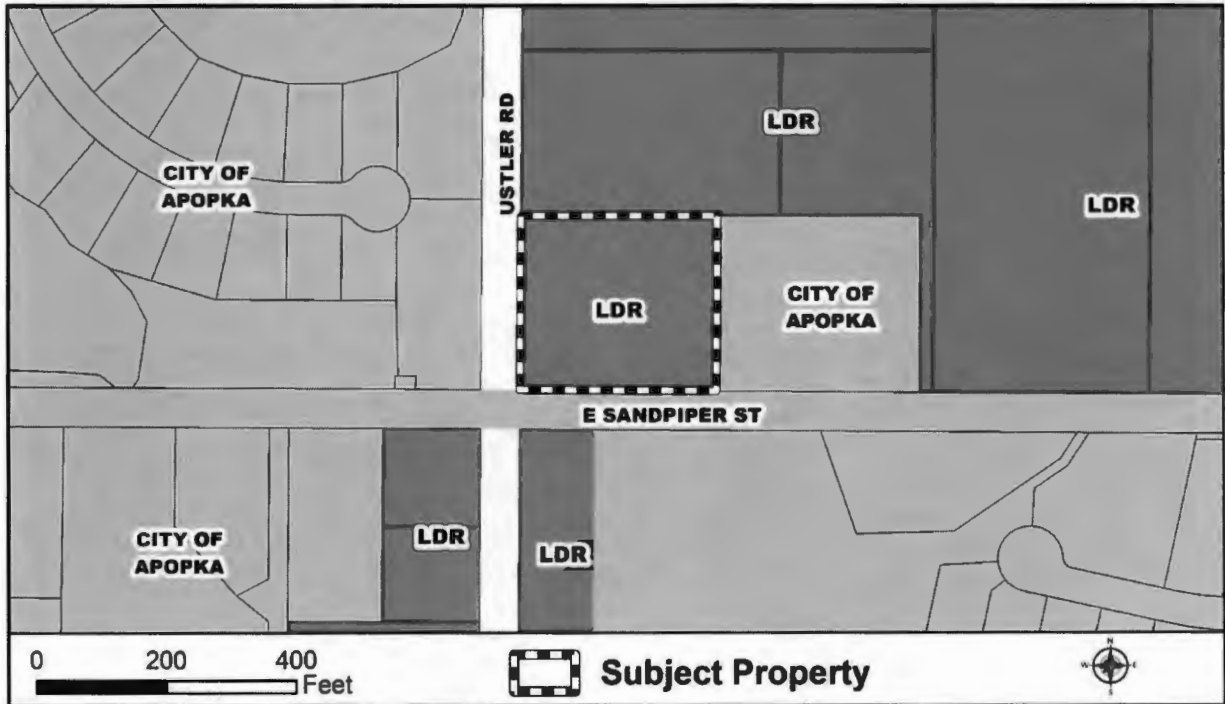 LDR
CITY OF
APOPKA
USTLER RD
LDR
LDR
CITY OF
APOPKA
E SANDPIPER ST
CITY OF
APOPKA
LDR
LDR
0 200 400
Feet
Subject Property
N
W E
S